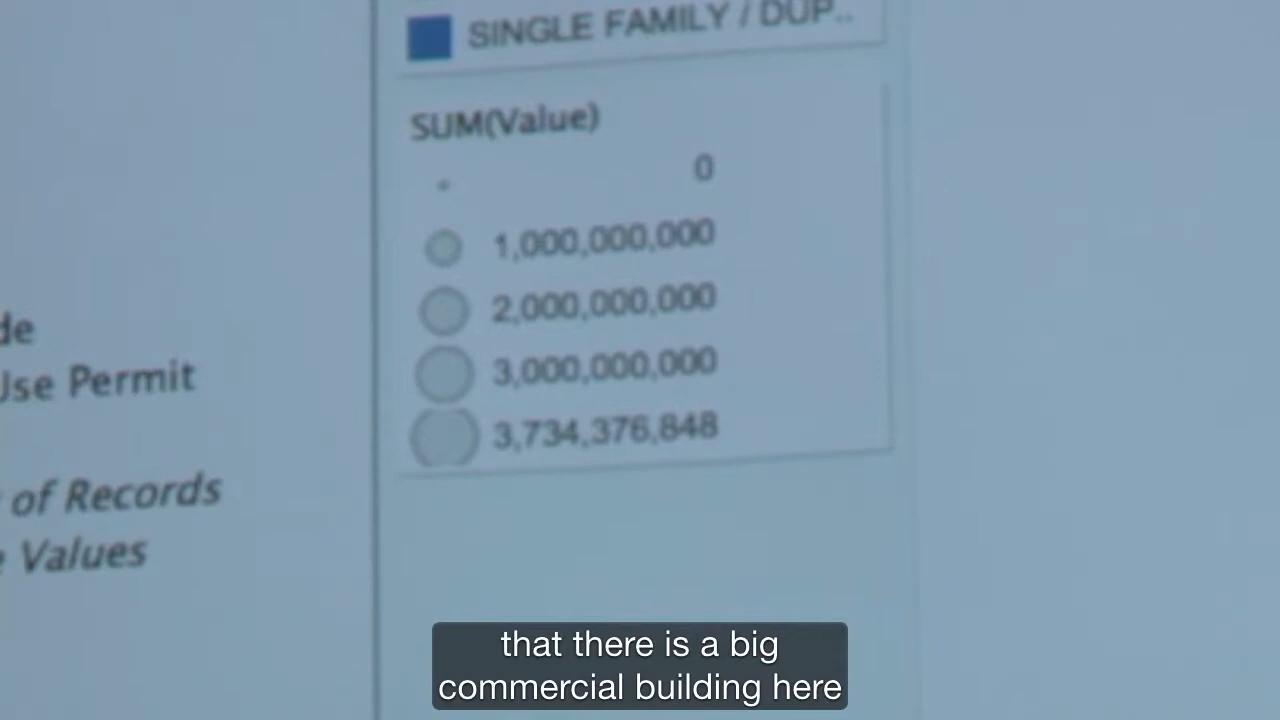 SINGLE FAMILY / DUP..
SUM(Value)
0
1,000,000,000
2,000,000,000
3,000,000,000
3,734,376,848
de
Use Permit
of Records
e Values
that there is a big
commercial building here